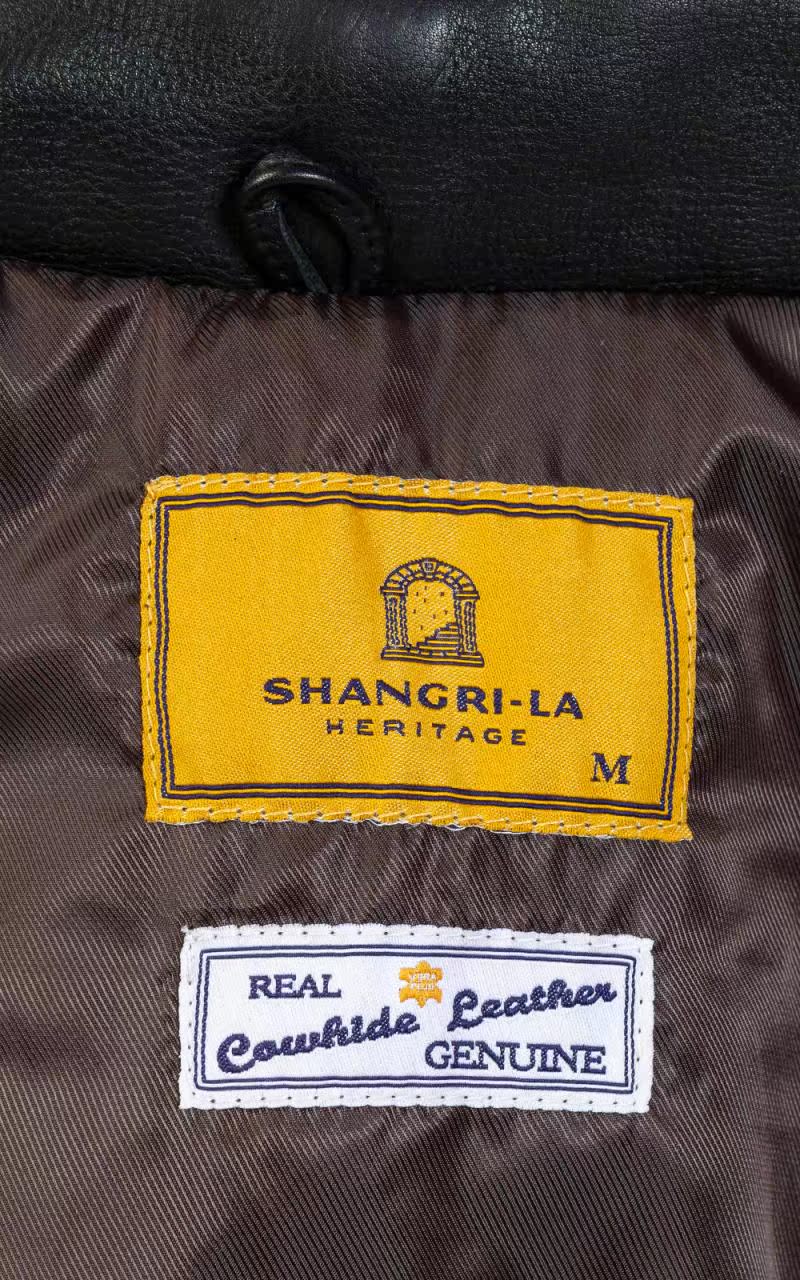 SHANGRI-LA
HERITAGE
M
REAL
Cowhide Leather
GENUINE